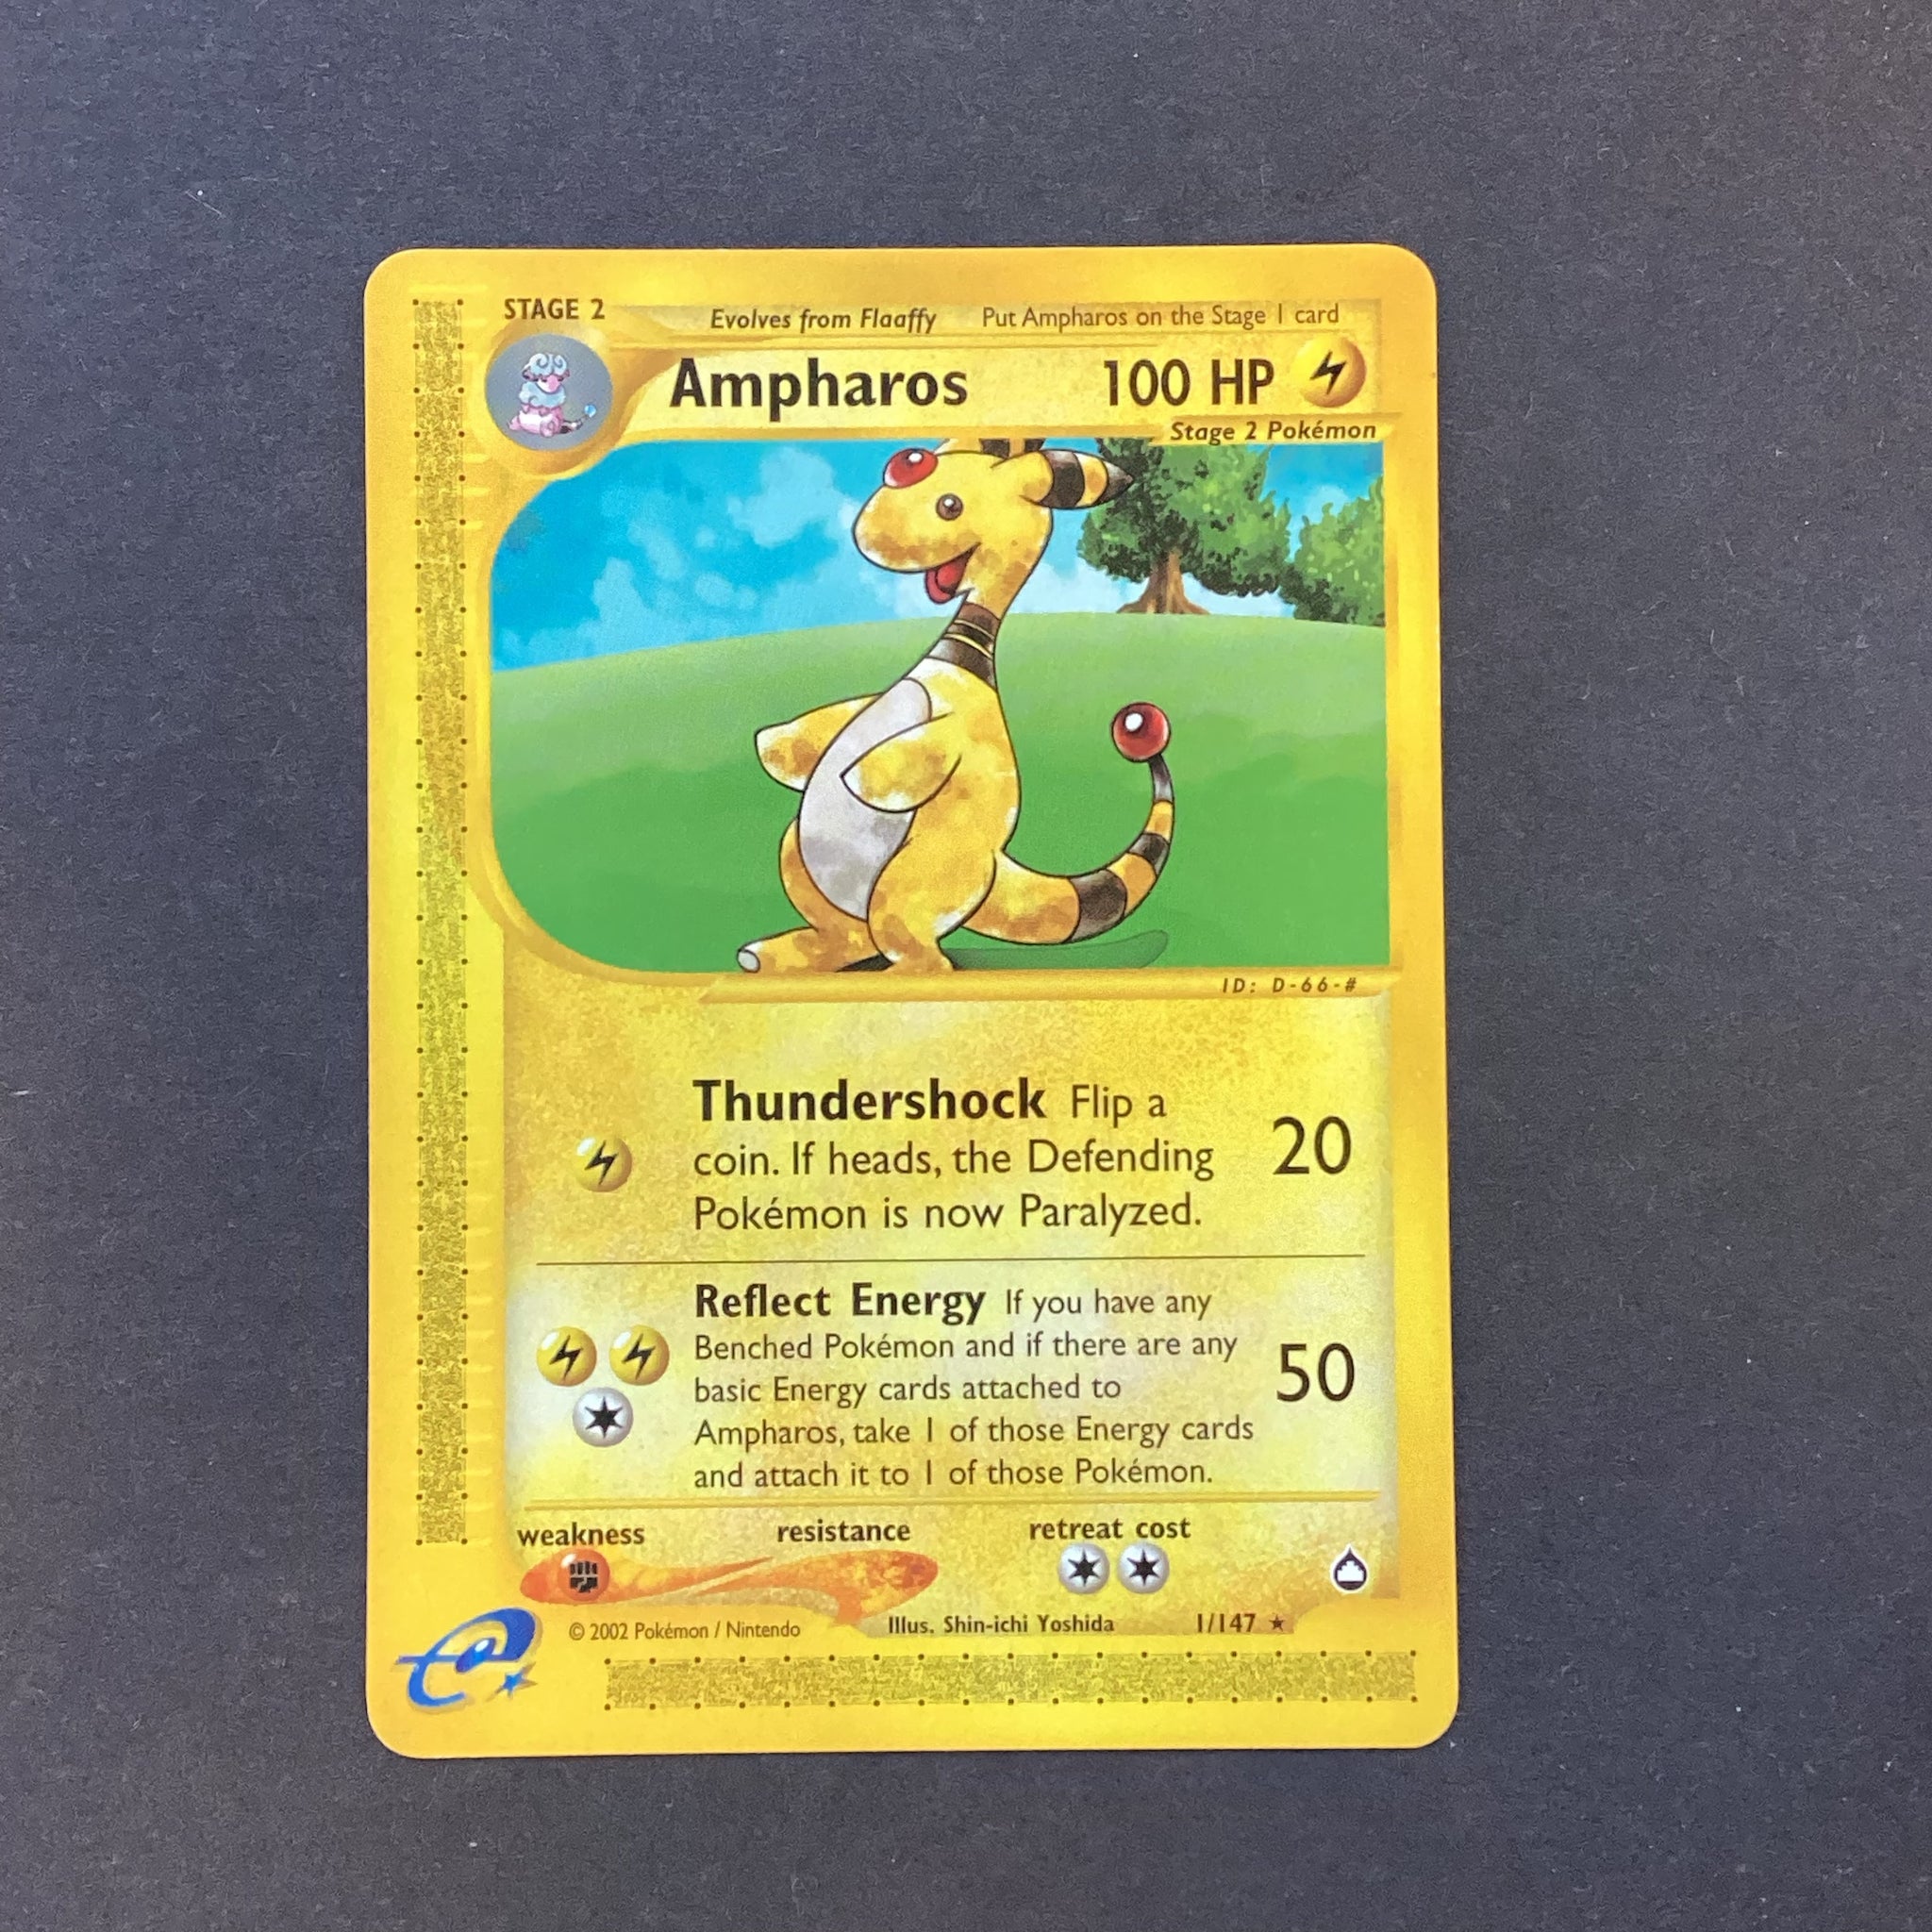 STAGE 2
Evolves from Flaaffy Put Ampharos on the Stage 1 card
Ampharos 100 HP
Stage 2 Pokémon
ID: D-66-#
Thundershock Flip a
coin. If heads, the Defending 20
Pokémon is now Paralyzed.
Reflect Energy If you have any
Benched Pokémon and if there are any
basic Energy cards attached to 50
Ampharos, take 1 of those Energy cards
and attach it to 1 of those Pokémon.
weakness resistance retreat cost
© 2002 Pokémon / Nintendo Illus. Shin-ichi Yoshida 1/147 ★
e